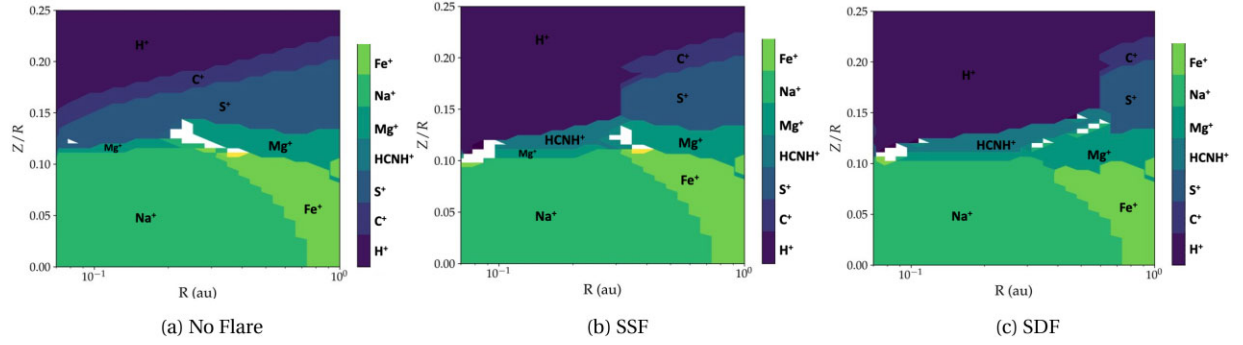 0.25
0.20
0.15
0.10
0.05
0.00
Z / R
10⁻¹
10⁰
R (au)
H⁺
C⁺
S⁺
Mg⁺
Mg⁺
Na⁺
Fe⁺
Fe⁺
Na⁺
Mg⁺
HCNH⁺
S⁺
C⁺
H⁺
(a) No Flare
0.25
0.20
0.15
0.10
0.05
0.00
Z / R
10⁻¹
10⁰
R (au)
H⁺
C⁺
S⁺
HCNH⁺
Mg⁺
Mg⁺
Na⁺
Fe⁺
Fe⁺
Na⁺
Mg⁺
HCNH⁺
S⁺
C⁺
H⁺
(b) SSF
0.25
0.20
0.15
0.10
0.05
0.00
Z / R
10⁻¹
10⁰
R (au)
H⁺
C⁺
S⁺
HCNH⁺
Mg⁺
Na⁺
Fe⁺
Fe⁺
Na⁺
Mg⁺
HCNH⁺
S⁺
C⁺
H⁺
(c) SDF